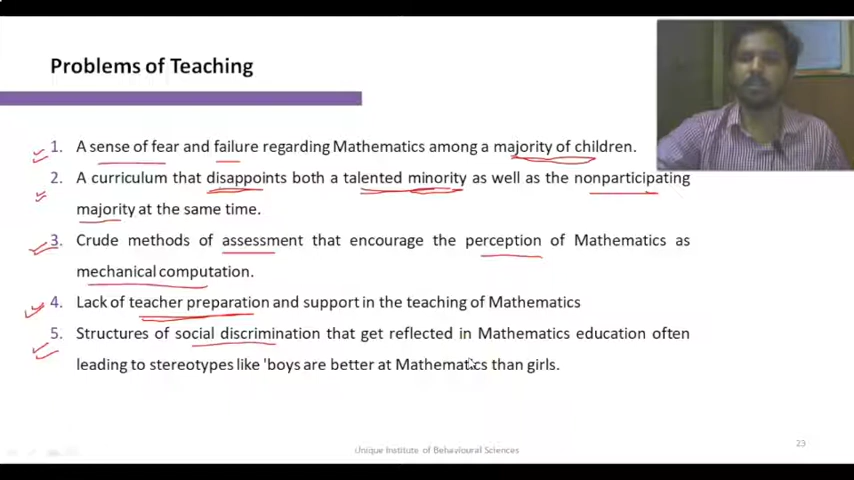 Problems of Teaching
1. A sense of fear and failure regarding Mathematics among a majority of children.
2. A curriculum that disappoints both a talented minority as well as the nonparticipating
majority at the same time.
3. Crude methods of assessment that encourage the perception of Mathematics as
mechanical computation.
4. Lack of teacher preparation and support in the teaching of Mathematics
5. Structures of social discrimination that get reflected in Mathematics education often
leading to stereotypes like 'boys are better at Mathematics than girls.
Unique Institute of Behavioural Sciences
23